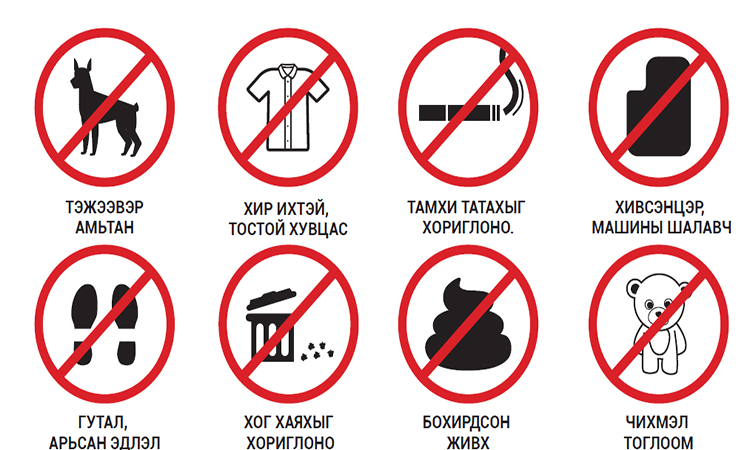 ТЭЖЭЭВЭР
АМЬТАН
ХИР ИХТЭЙ,
ТОСТОЙ ХУВЦАС
ТАМХИ ТАТАХЫГ
ХОРИГЛОНО.
ХИВСЭНЦЭР,
МАШИНЫ ШАЛАВЧ
ГУТАЛ,
АРЬСАН ЭДЛЭЛ
ХОГ ХАЯХЫГ
ХОРИГЛОНО
БОХИРДСОН
ЖИВХ
ЧИХМЭЛ
ТОГЛООМ